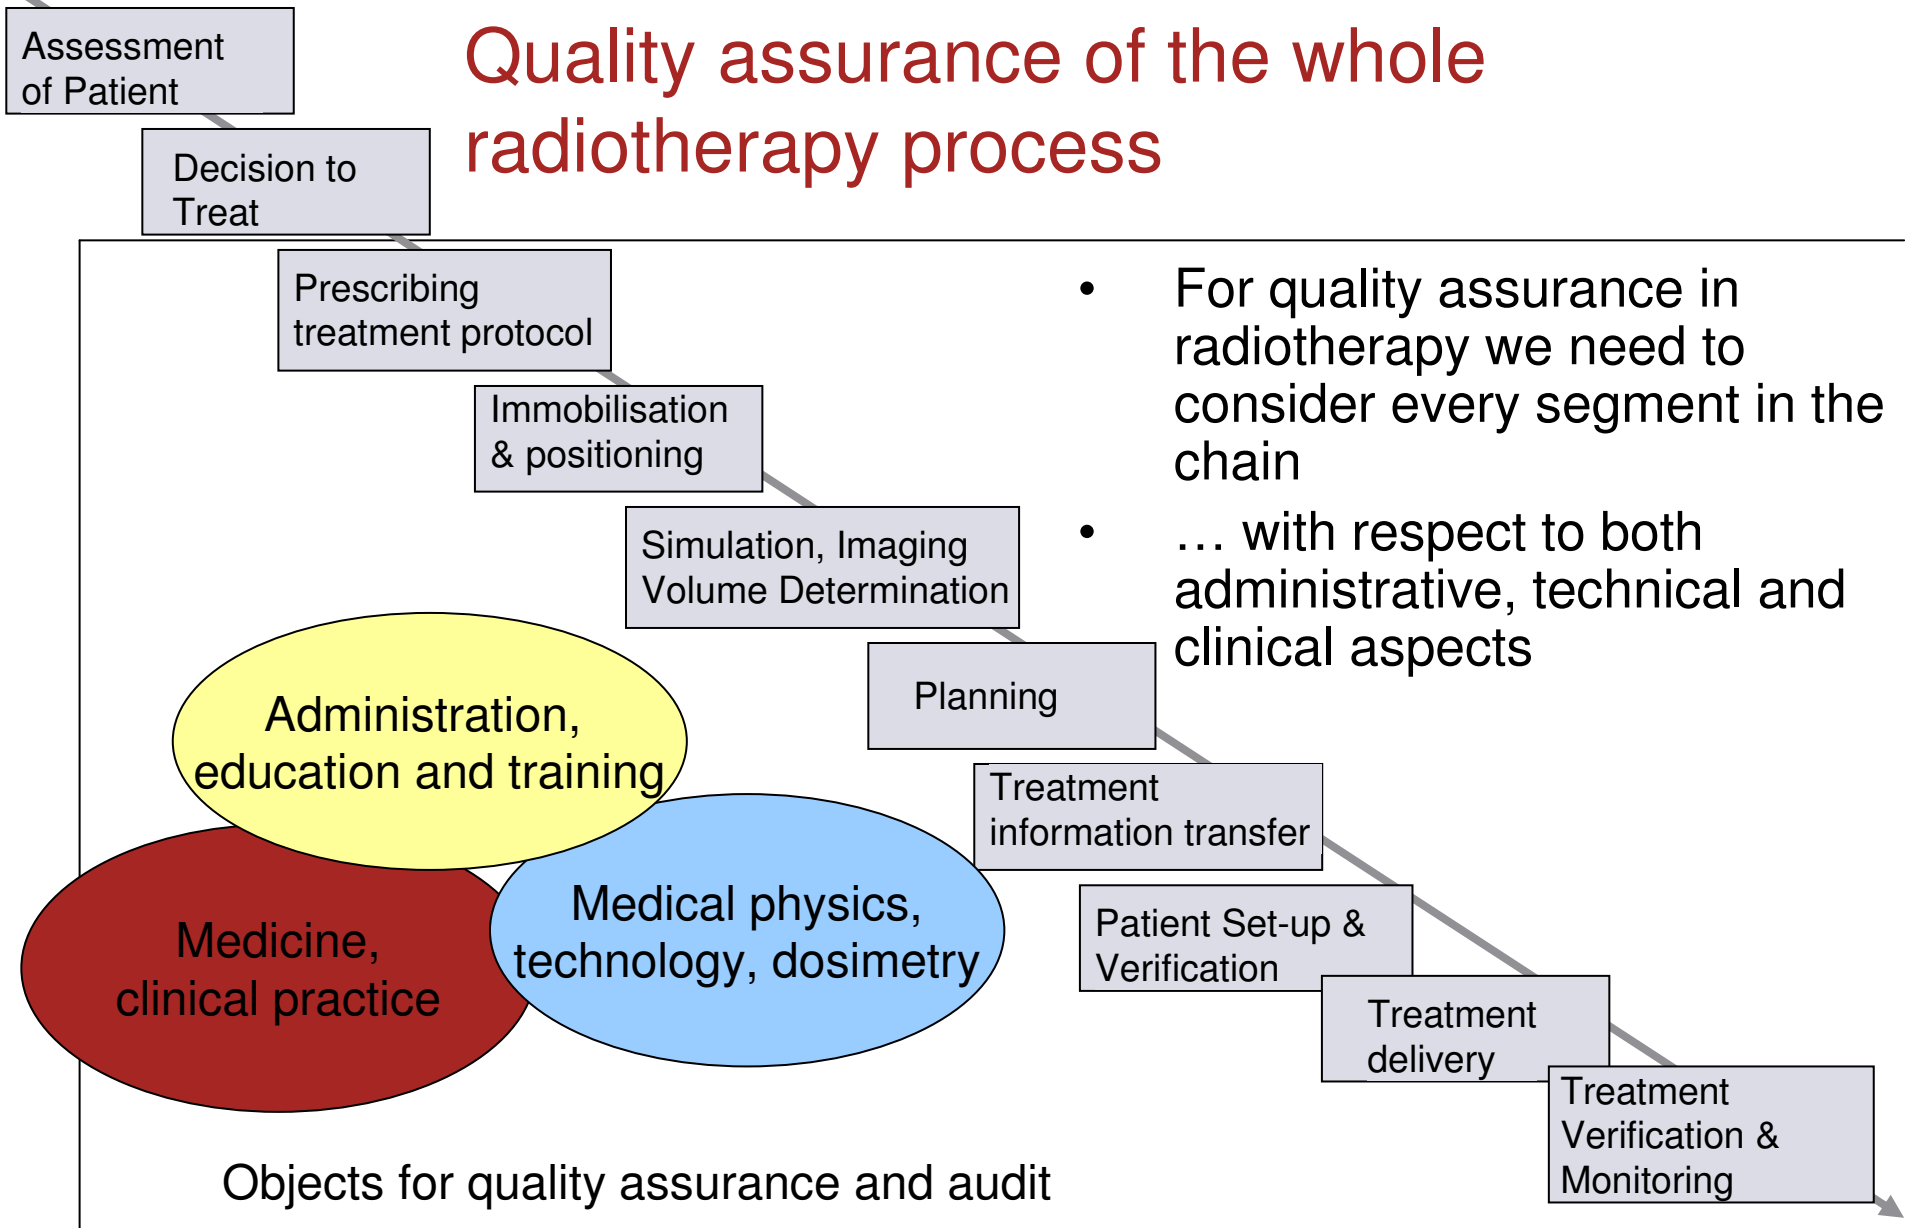 Assessment
of Patient
Quality assurance of the whole
radiotherapy process
Decision to
Treat
Prescribing
treatment protocol
Immobilisation
& positioning
Simulation, Imaging
Volume Determination
Planning
Treatment
information transfer
Patient Set-up &
Verification
Treatment
delivery
Treatment
Verification &
Monitoring
• For quality assurance in
radiotherapy we need to
consider every segment in the
chain
• … with respect to both
administrative, technical and
clinical aspects
Administration,
education and training
Medical physics,
technology, dosimetry
Medicine,
clinical practice
Objects for quality assurance and audit